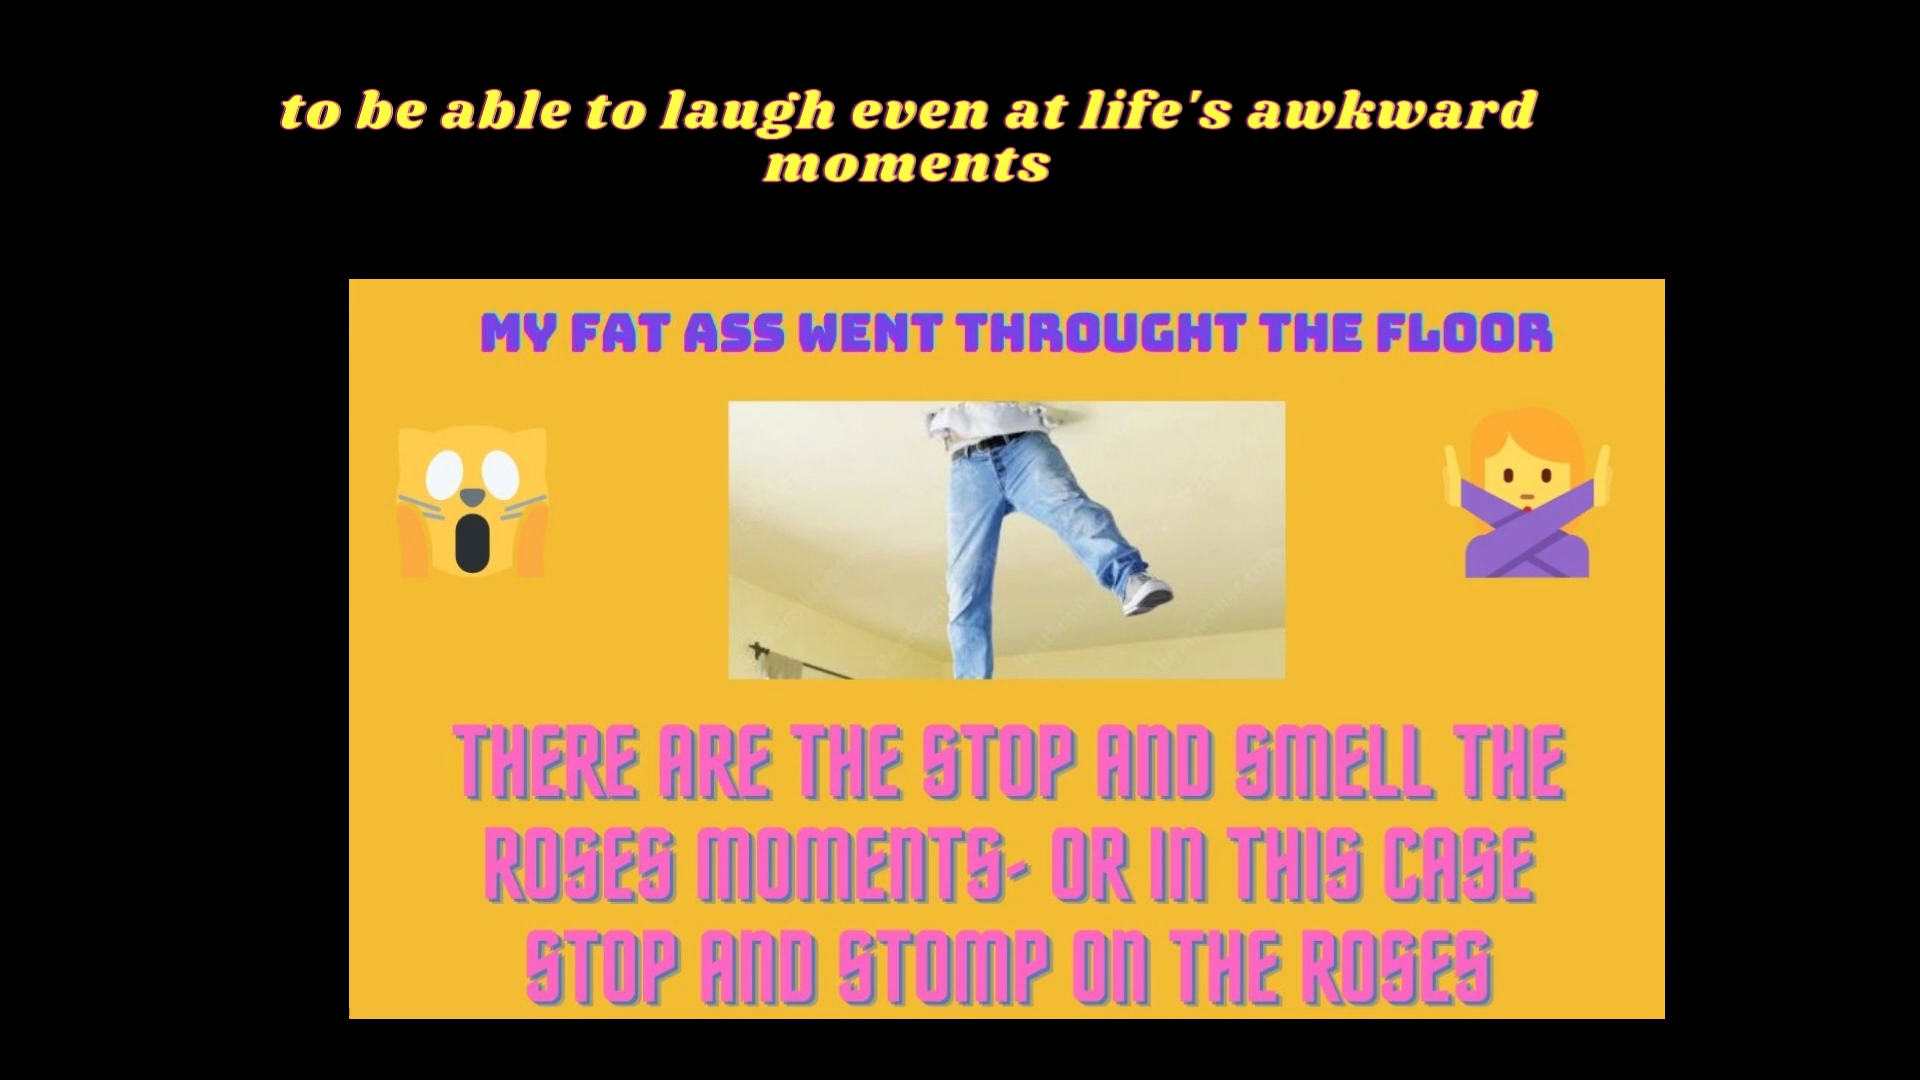 to be able to laugh even at life's awkward
moments
MY FAT ASS WENT THROUGHT THE FLOOR
THERE ARE THE STOP AND SMELL THE
ROSES MOMENTS- OR IN THIS CASE
STOP AND STOMP ON THE ROSES